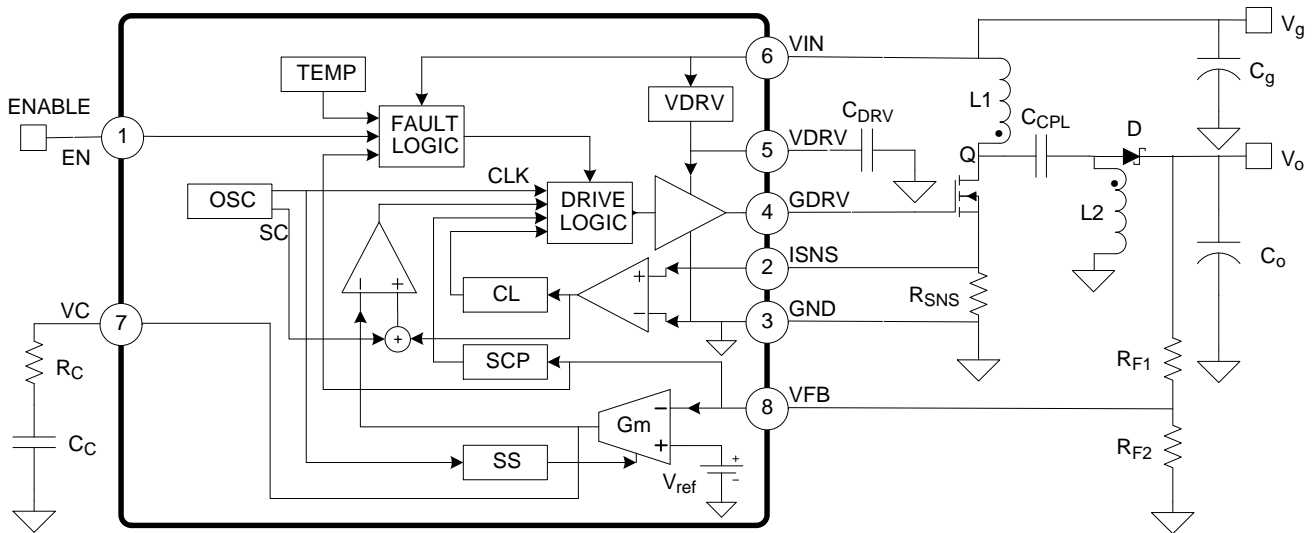 6
VIN
Vg
TEMP
L1
Cg
ENABLE
VDRV
CDRV
CCPL
D
1
FAULT
LOGIC
5
VDRV
Vo
EN
Q
CLK
OSC
DRIVE
LOGIC
4
GDRV
L2
SC
2
ISNS
Co
− +
CL
+
−
RSNS
VC
7
3
GND
+
SCP
RC
RF1
8
VFB
CC
Gm
−
+
RF2
SS
Vref
+
−